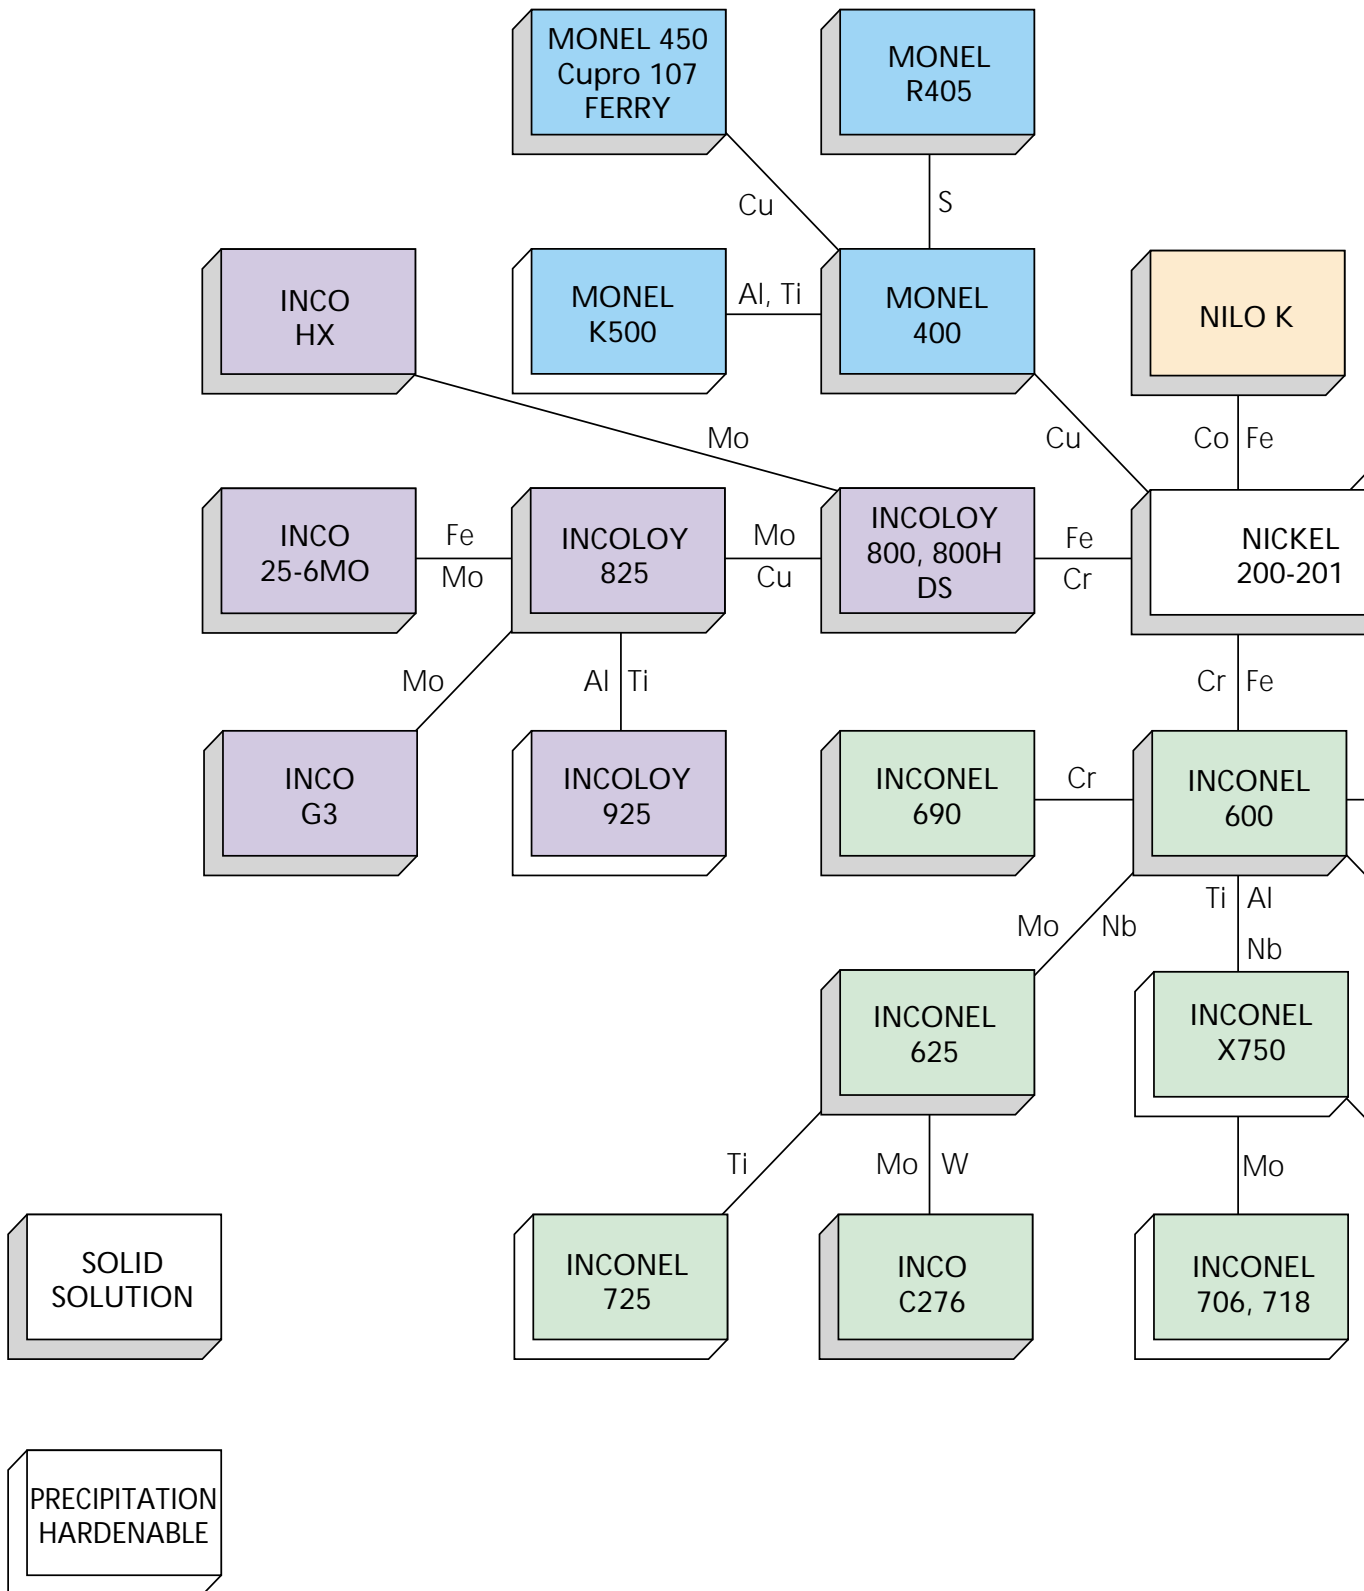 MONEL 450
Cupro 107
FERRY
MONEL
R405
Cu
S
INCO
HX
MONEL
K500
Al, Ti
MONEL
400
NILO K
Mo
Cu
Co Fe
INCO
25-6MO
Fe
Mo
INCOLOY
825
Mo
Cu
INCOLOY
800, 800H
DS
Fe
Cr
NICKEL
200-201
Mo
Al Ti
Cr Fe
INCO
G3
INCOLOY
925
INCONEL
690
Cr
INCONEL
600
Mo Nb
Ti Al
Nb
INCONEL
625
INCONEL
X750
Ti
Mo W
Mo
SOLID
SOLUTION
INCONEL
725
INCO
C276
INCONEL
706, 718
PRECIPITATION
HARDENABLE